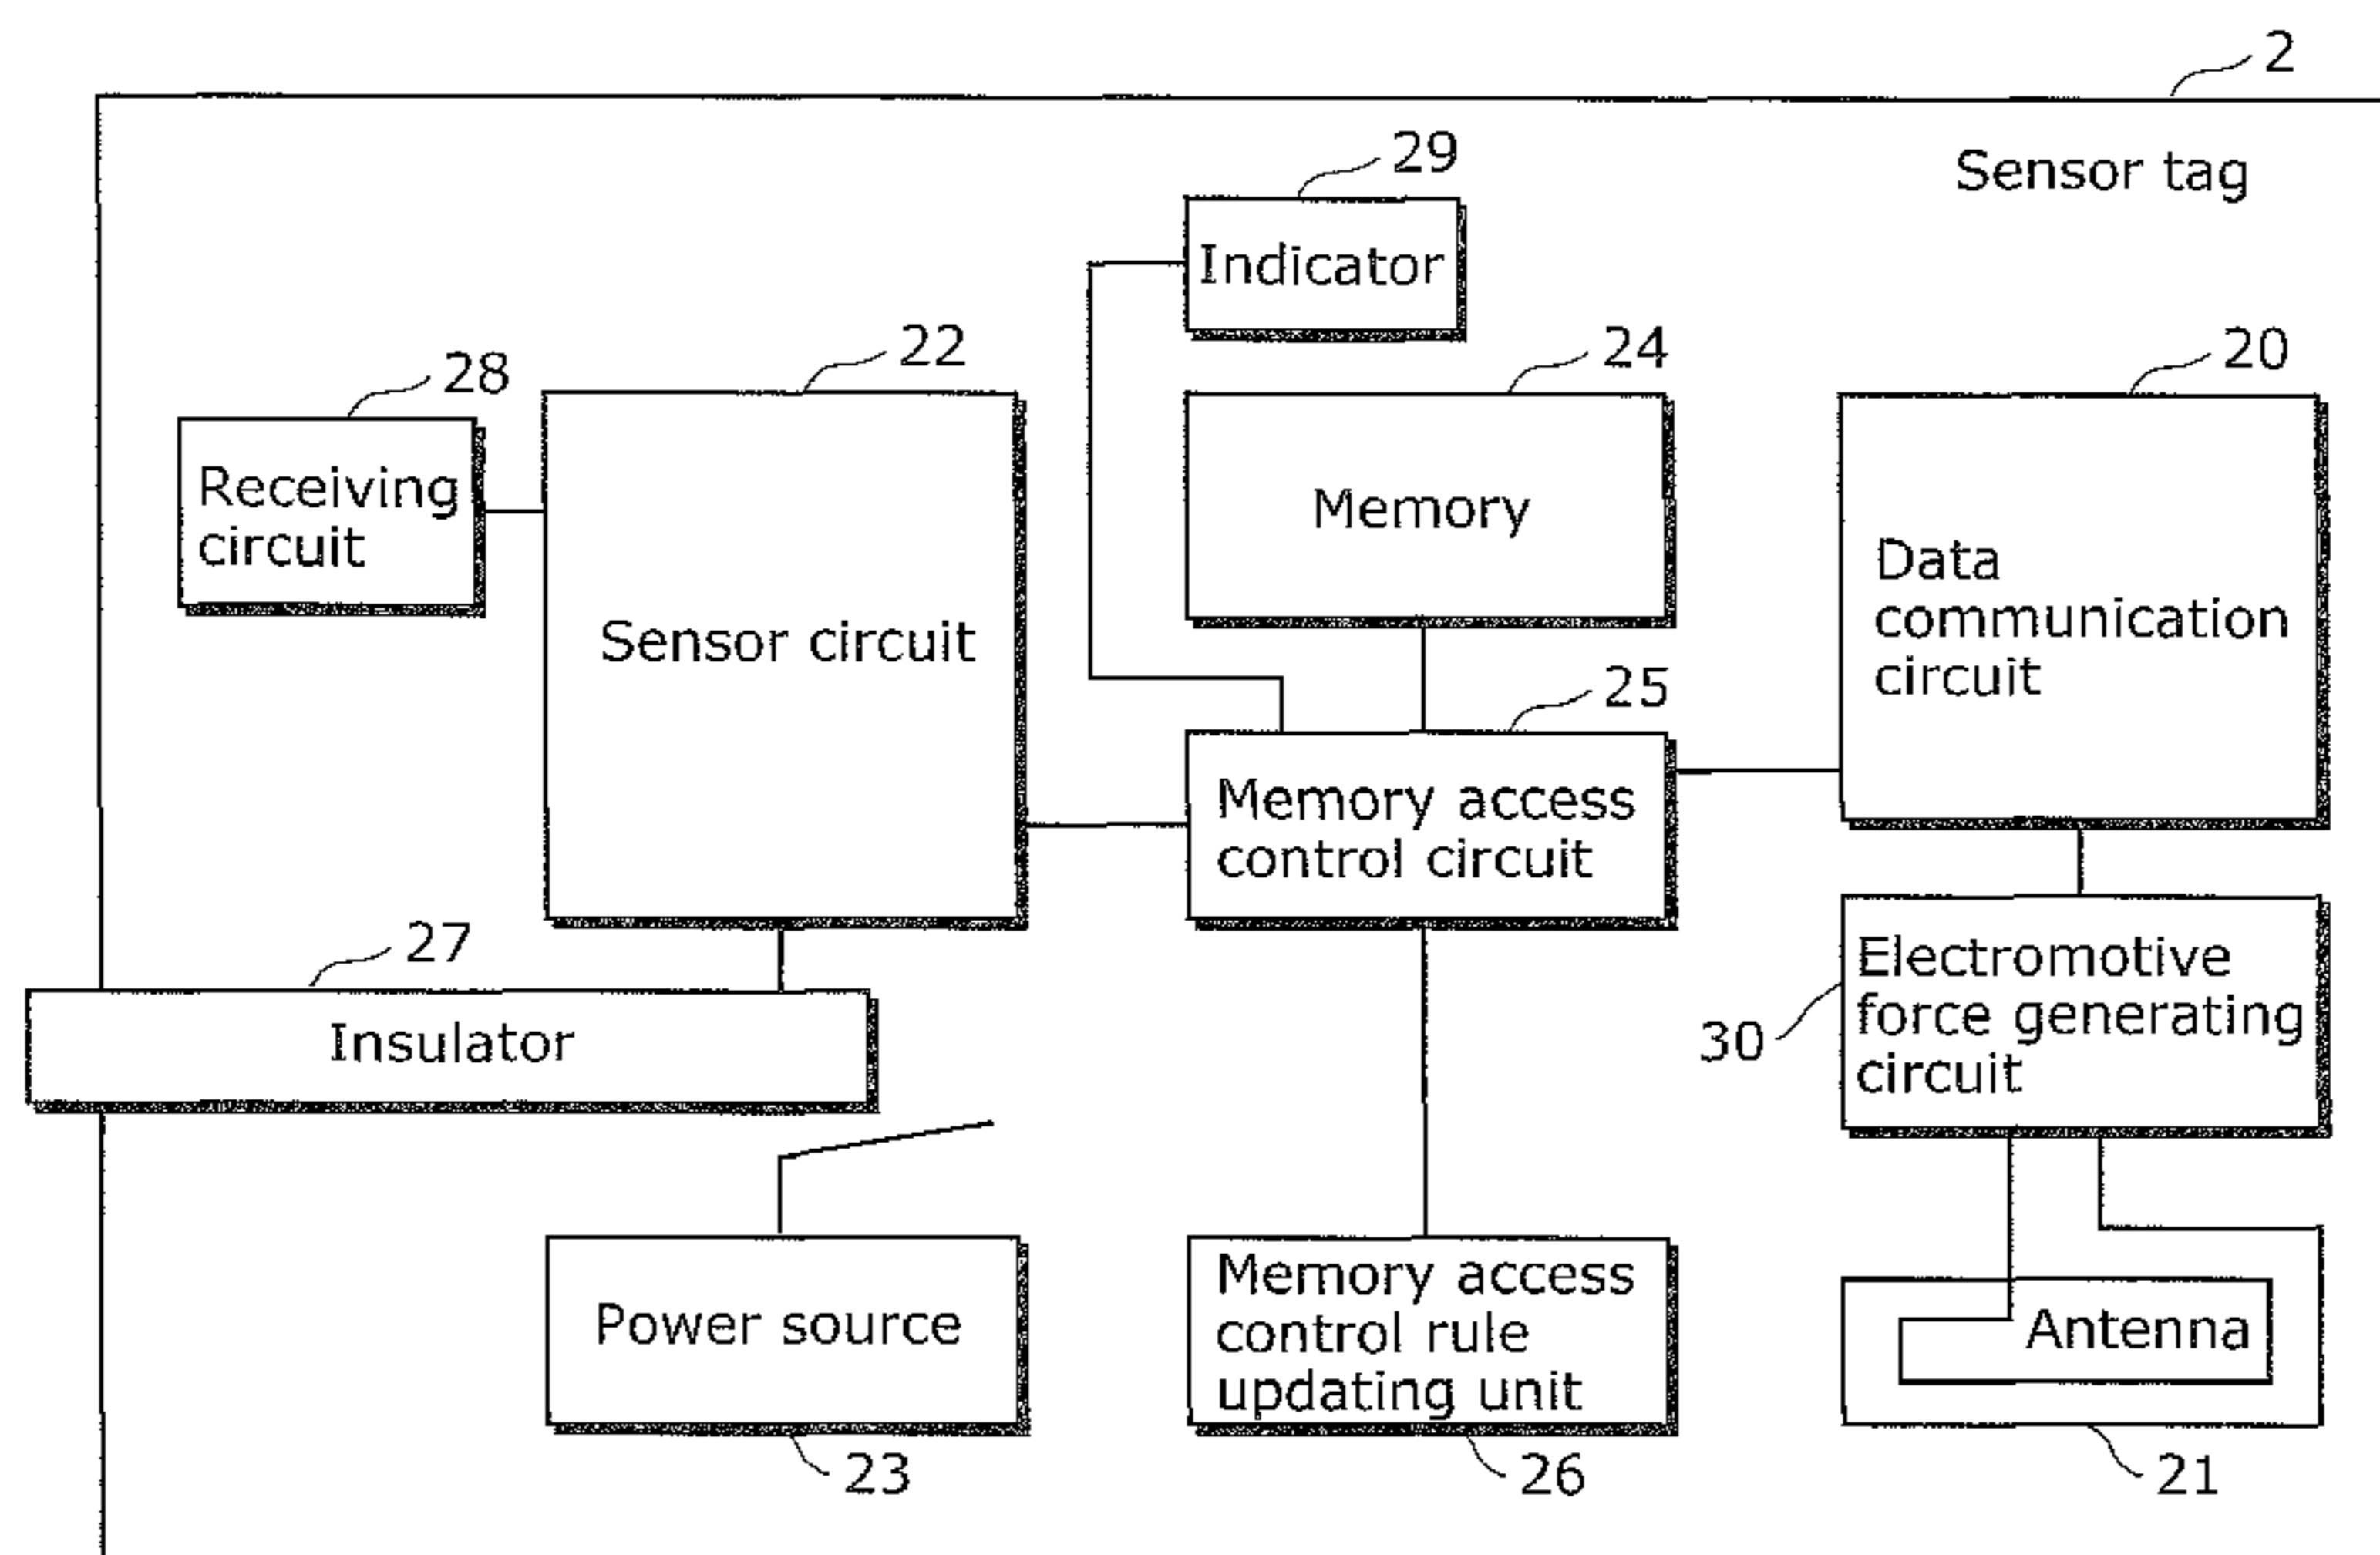 2
Sensor tag
29
Indicator
28
Receiving
circuit
22
Sensor circuit
24
Memory
20
Data
communication
circuit
25
Memory access
control circuit
27
Insulator
30
Electromotive
force generating
circuit
Power source
23
Memory access
control rule
updating unit
26
Antenna
21